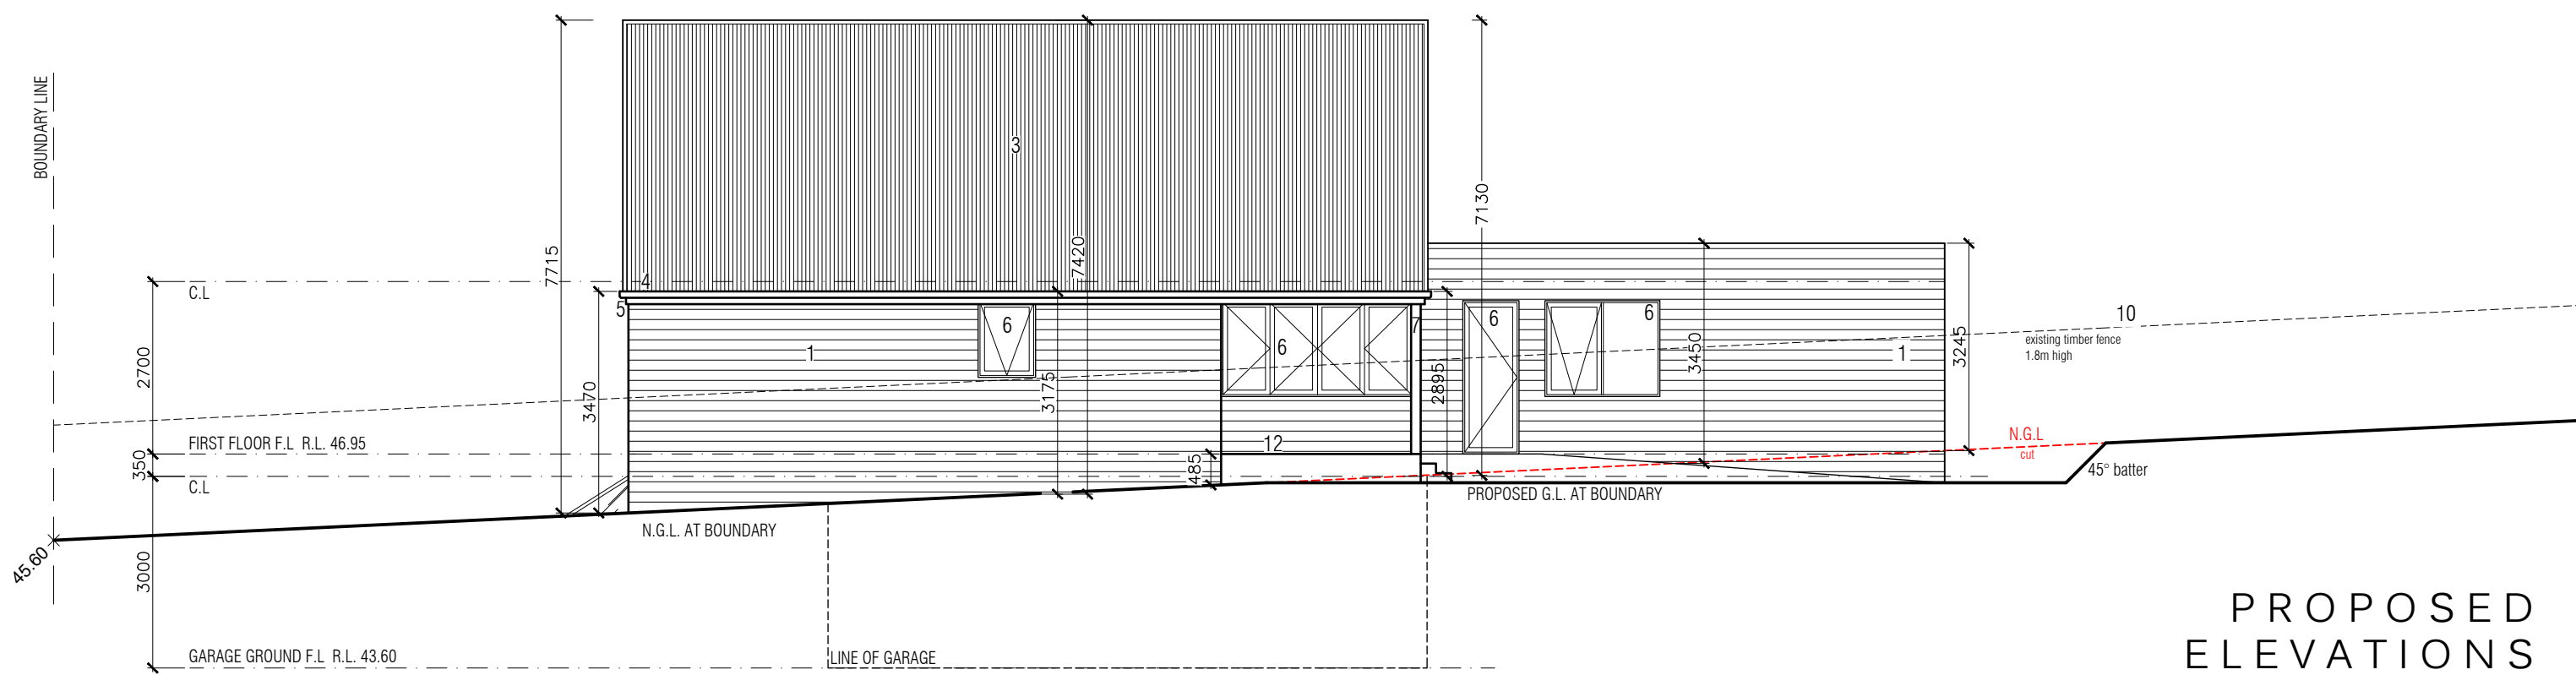 BOUNDARY LINE
3
7130
7715
7420
4
C.L
5
6
7
6
6
10
6
1
1
existing timber fence
1.8m high
2700
3470
3175
2895
3450
3245
FIRST FLOOR F.L R.L. 46.95
12
N.G.L
cut
350
485
C.L
45° batter
PROPOSED G.L. AT BOUNDARY
N.G.L. AT BOUNDARY
45.60
3000
GARAGE GROUND F.L R.L. 43.60
LINE OF GARAGE
PROPOSED
ELEVATIONS